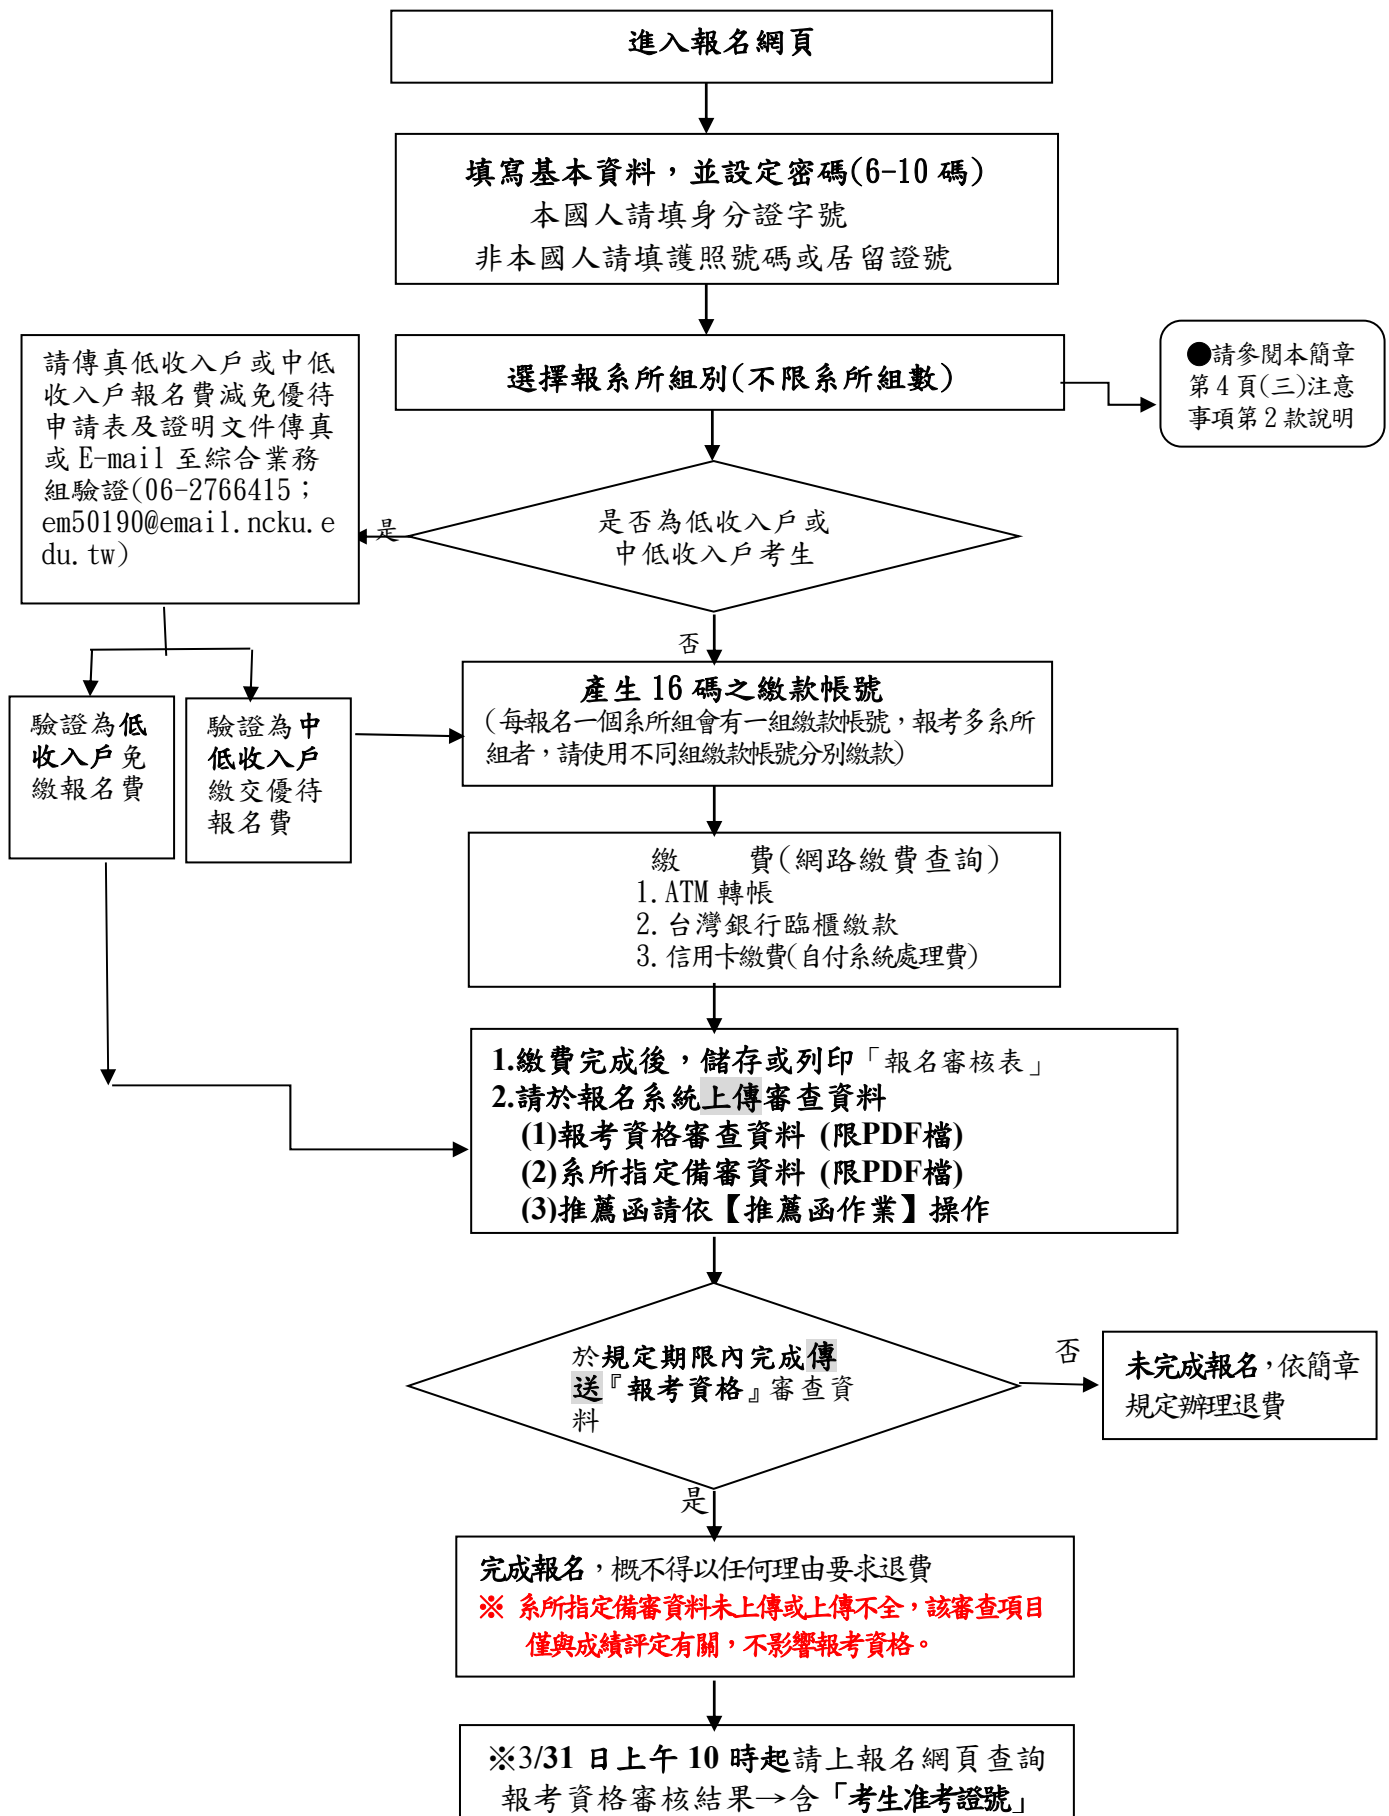 進入報名網頁
填寫基本資料，並設定密碼(6-10 碼)
本國人請填身分證字號
非本國人請填護照號碼或居留證號
選擇報系所組別(不限系所組數)
●請參閱本簡章
第 4 頁(三)注意
事項第 2 款說明
請傳真低收入戶或中低
收入戶報名費減免優待
申請表及證明文件傳真
或 E-mail 至綜合業務
組驗證(06-2766415；
em50190@email.ncku.e
du.tw)
是
是否為低收入戶或
中低收入戶考生
否
驗證為低
收入戶免
繳報名費
驗證為中
低收入戶
繳交優待
報名費
產生 16 碼之繳款帳號
(每報名一個系所組會有一組繳款帳號，報考多系所
組者，請使用不同組繳款帳號分別繳款)
繳　　費(網路繳費查詢)
1. ATM 轉帳
2. 台灣銀行臨櫃繳款
3. 信用卡繳費(自付系統處理費)
1.繳費完成後，儲存或列印「報名審核表」
2.請於報名系統上傳審查資料
(1)報考資格審查資料 (限PDF檔)
(2)系所指定備審資料 (限PDF檔)
(3)推薦函請依【推薦函作業】操作
於規定期限內完成傳
送『報考資格』審查資
料
否
未完成報名，依簡章
規定辦理退費
是
完成報名，概不得以任何理由要求退費
※ 系所指定備審資料未上傳或上傳不全，該審查項目
僅與成績評定有關，不影響報考資格。
※3/31 日上午 10 時起請上報名網頁查詢
報考資格審核結果→含「考生准考證號」